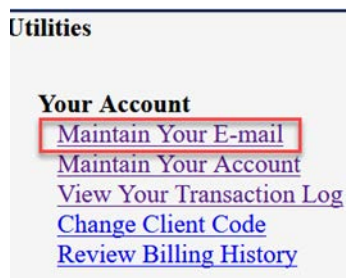 Utilities
Your Account
Maintain Your E-mail
Maintain Your Account
View Your Transaction Log
Change Client Code
Review Billing History